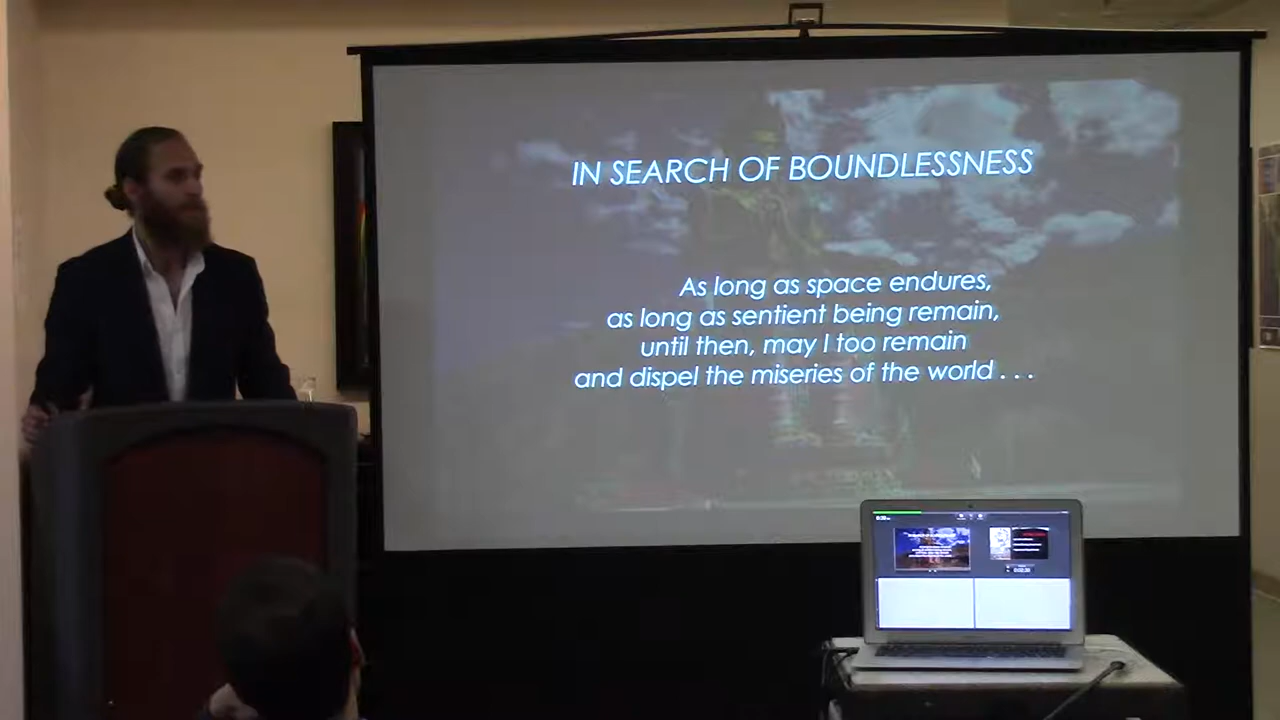 IN SEARCH OF BOUNDLESSNESS
As long as space endures,
as long as sentient being remain,
until then, may I too remain
and dispel the miseries of the world . . .